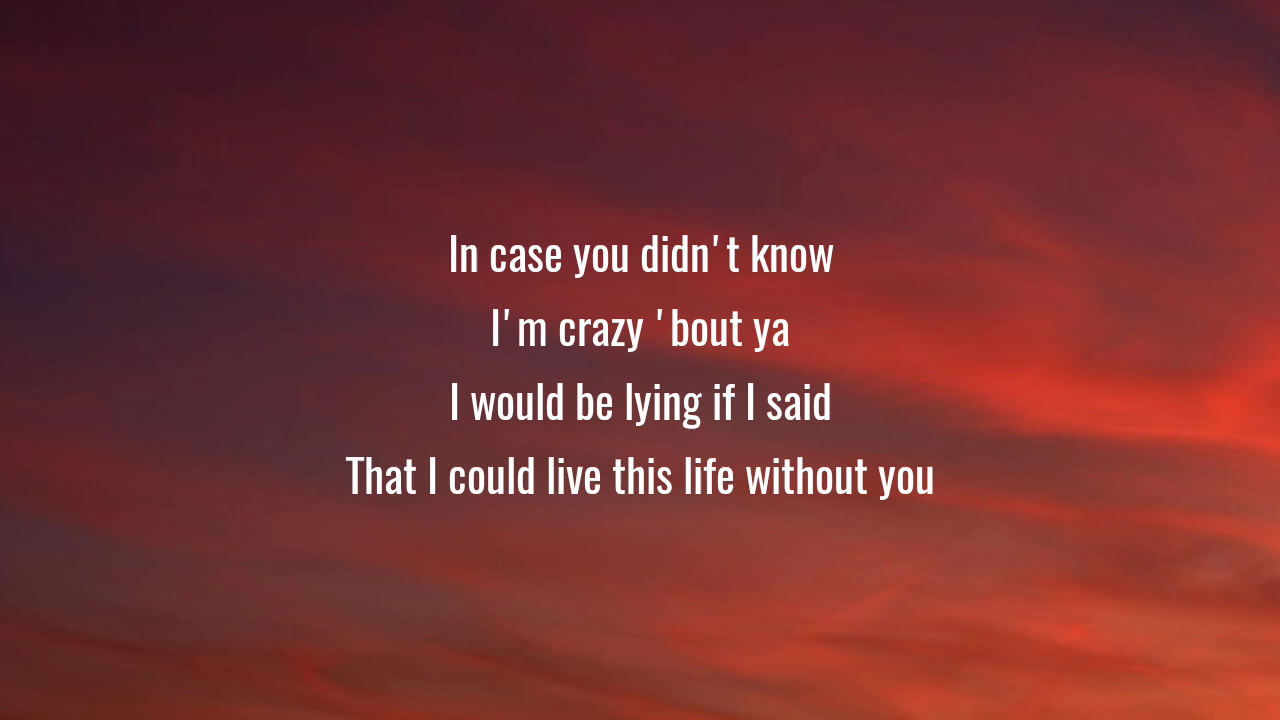 In case you didn't know
I'm crazy 'bout ya
I would be lying if I said
That I could live this life without you